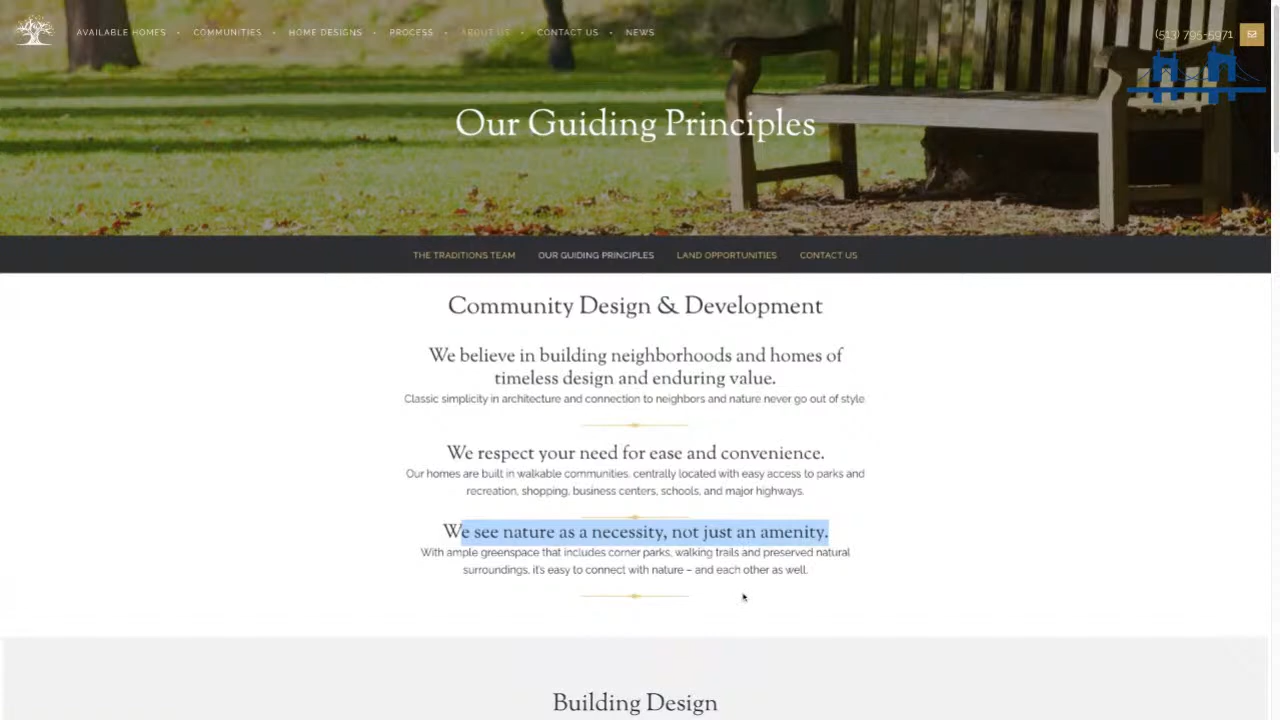 AVAILABLE HOMES • COMMUNITIES • HOME DESIGNS • PROCESS • ABOUT US • CONTACT US • NEWS
(513) 795-5971
Our Guiding Principles
THE TRADITIONS TEAM OUR GUIDING PRINCIPLES LAND OPPORTUNITIES CONTACT US
Community Design & Development
We believe in building neighborhoods and homes of
timeless design and enduring value.
Classic simplicity in architecture and connection to neighbors and nature never go out of style
We respect your need for ease and convenience.
Our homes are built in walkable communities, centrally located with easy access to parks and
recreation, shopping, business centers, schools, and major highways.
We see nature as a necessity, not just an amenity.
With ample greenspace that includes corner parks, walking trails and preserved natural
surroundings, it's easy to connect with nature – and each other as well.
Building Design